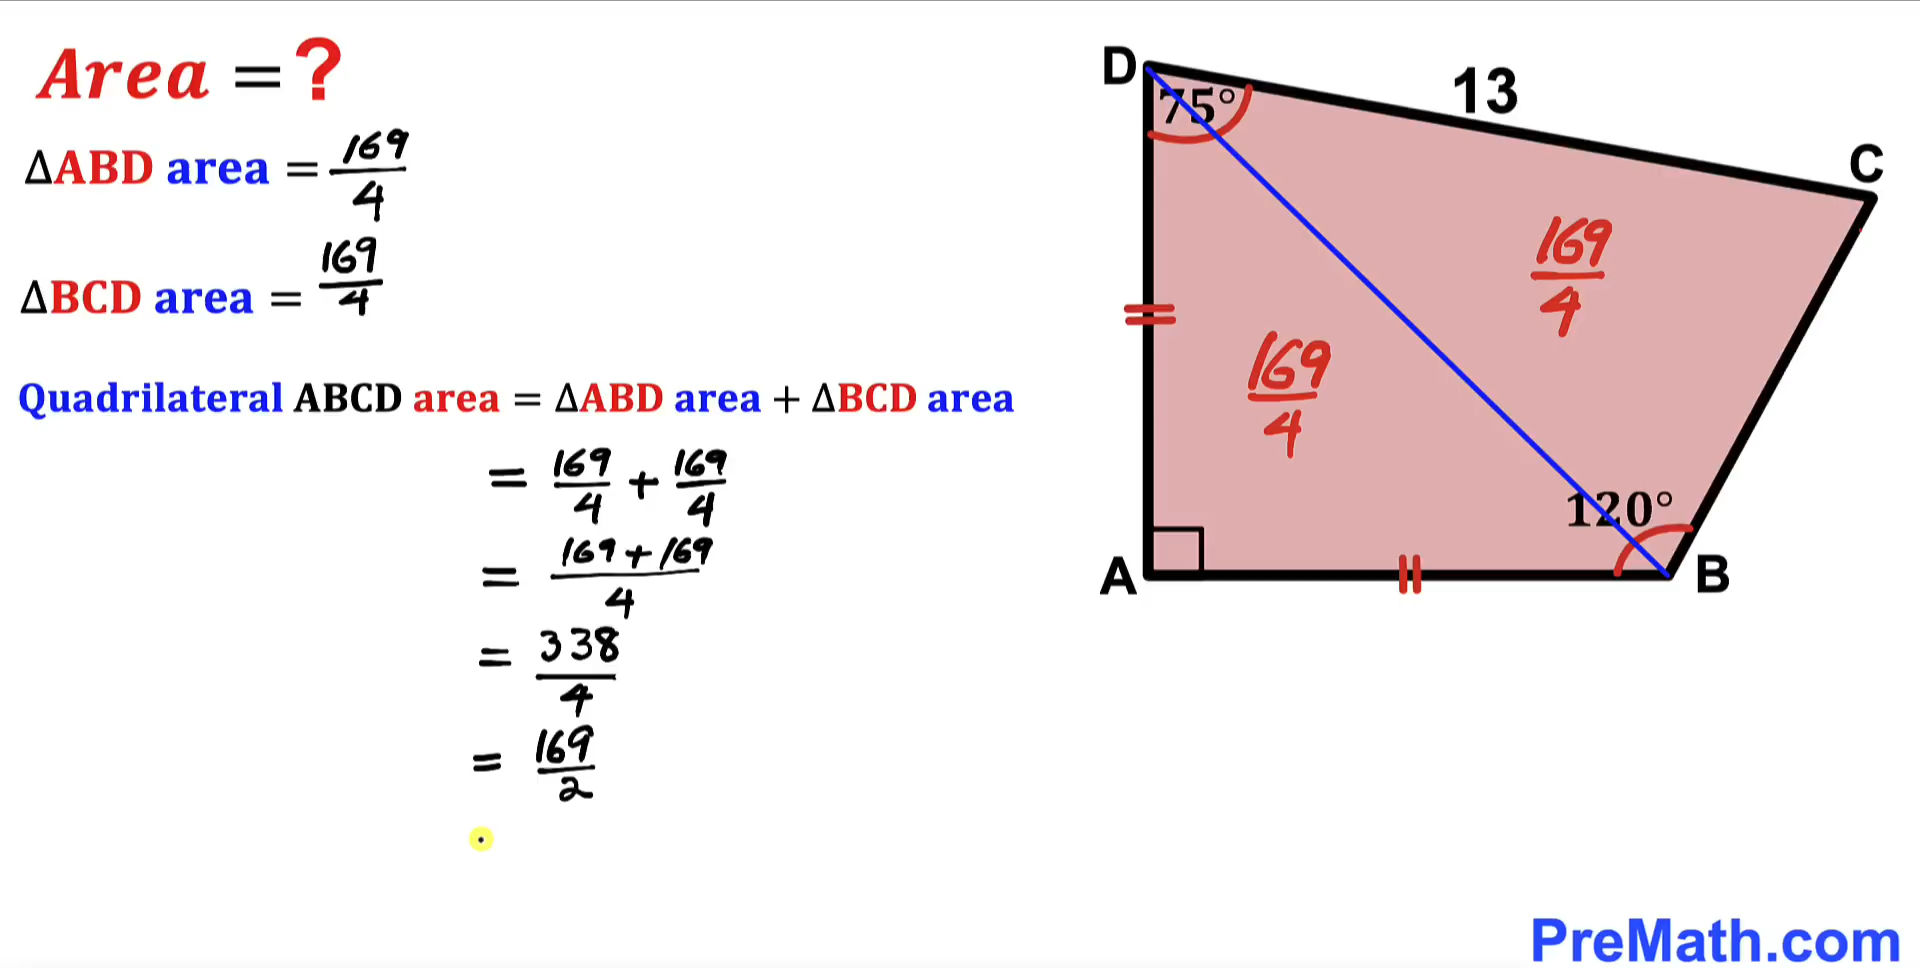 Area = ?
ΔABD area = 169/4
ΔBCD area = 169/4
Quadrilateral ABCD area = ΔABD area + ΔBCD area
= 169/4 + 169/4
= 169+169/4
= 338/4
= 169/2
D
75°
13
C
169/4
169/4
120°
A
B
PreMath.com